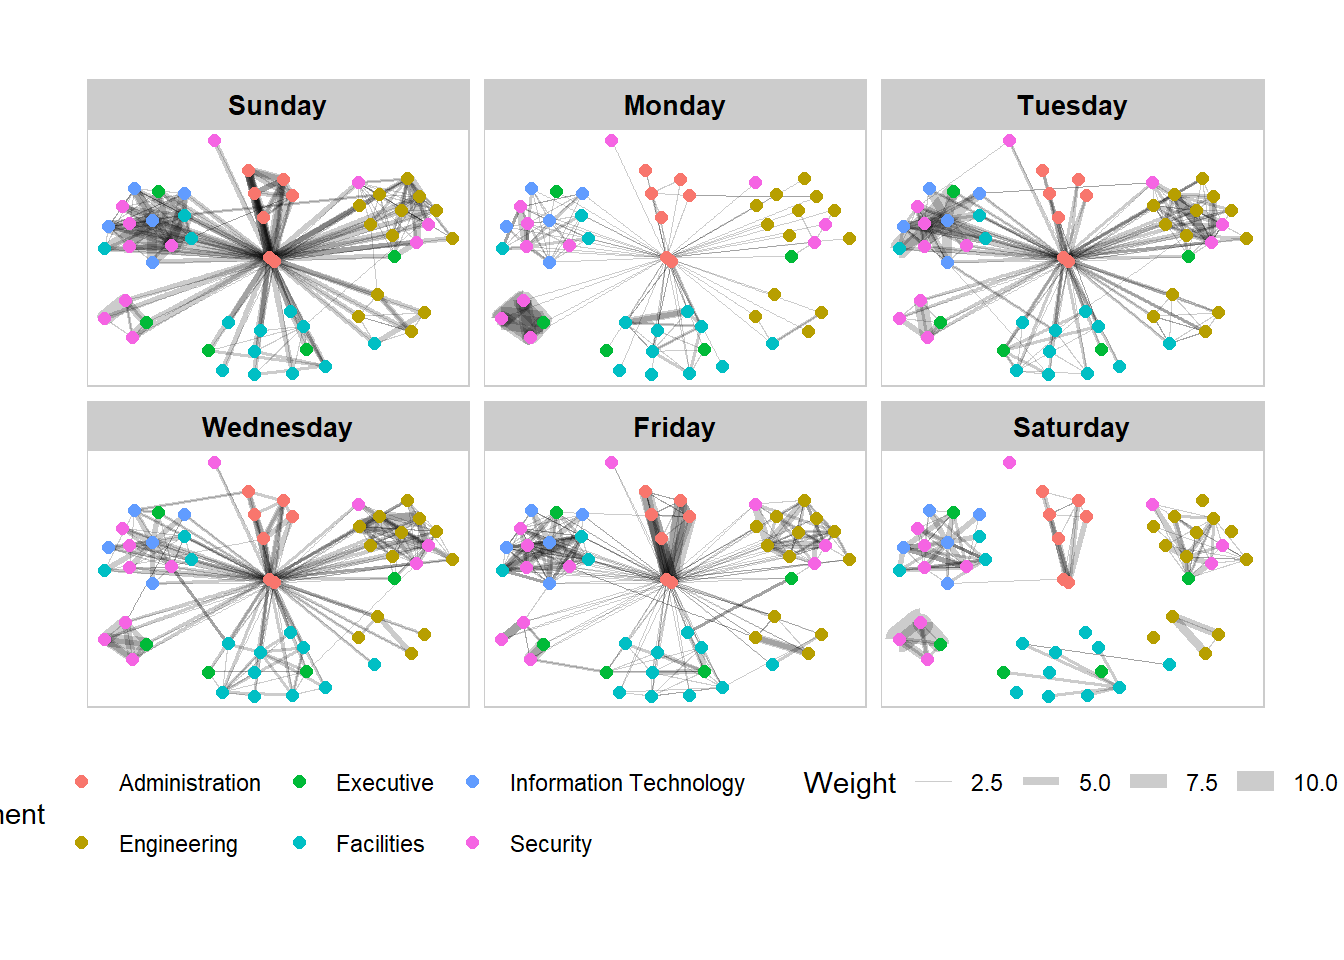 Sunday Monday Tuesday
Wednesday Friday Saturday
Administration Executive Information Technology Weight 2.5 5.0 7.5 10.0
ment
Engineering Facilities Security